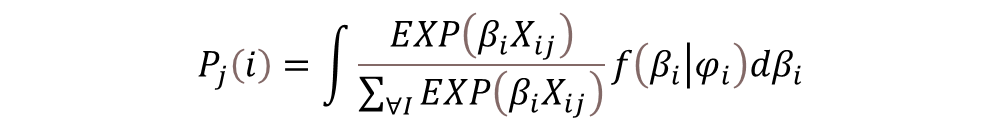 P_j(i) = ∫ EXP(β_i X_ij) / ∑_∀I EXP(β_i X_ij) f(β_i|φ_i)dβ_i